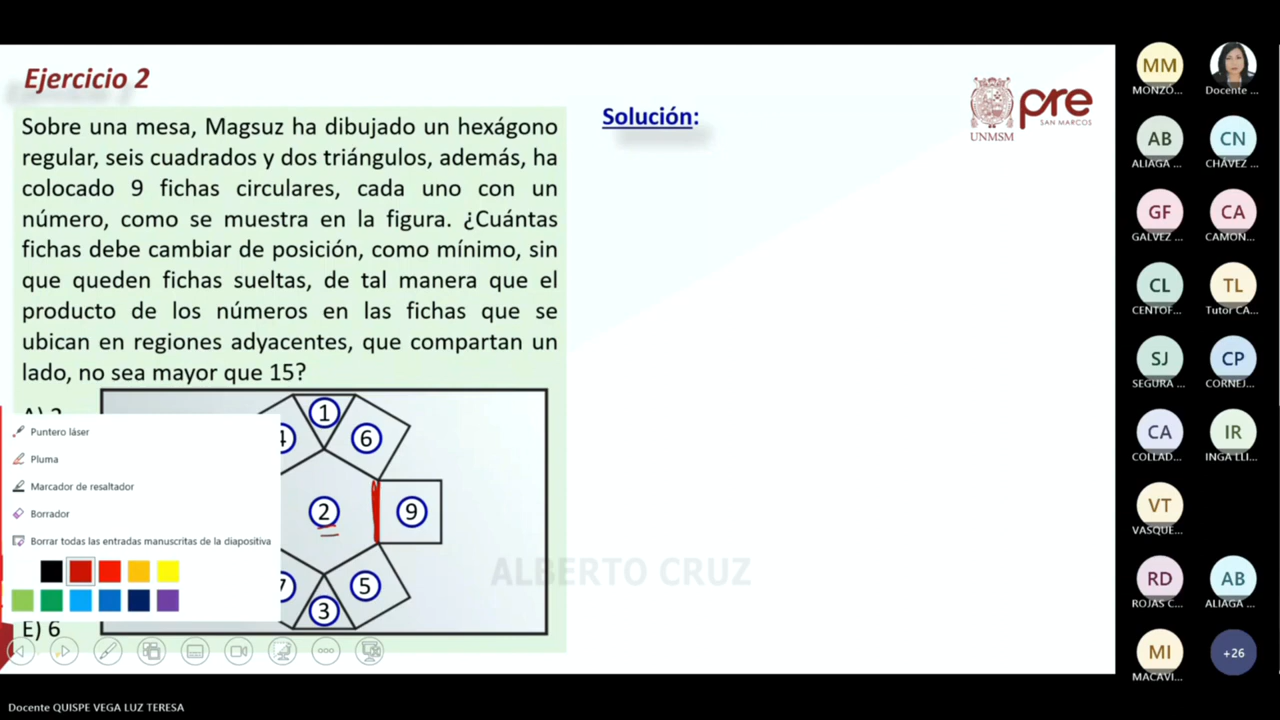 Ejercicio 2
Sobre una mesa, Magsuz ha dibujado un hexágono
regular, seis cuadrados y dos triángulos, además, ha
colocado 9 fichas circulares, cada uno con un
número, como se muestra en la figura. ¿Cuántas
fichas debe cambiar de posición, como mínimo, sin
que queden fichas sueltas, de tal manera que el
producto de los números en las fichas que se
ubican en regiones adyacentes, que compartan un
lado, no sea mayor que 15?
Solución:
UNMSM
pre
SAN MARCOS
Puntero láser
Pluma
Marcador de resaltador
Borrador
Borrar todas las entradas manuscritas de la diapositiva
E) 6
1
4
6
2
9
7
5
3
ALBERTO CRUZ
MM
MONZO...
Docente ...
AB
ALIAGA ...
CN
CHÁVEZ ...
GF
GALVEZ ...
CA
CAMON...
CL
CENTOF...
TL
Tutor CA...
SJ
SEGURA ...
CP
CORNEJ...
CA
COLLAD...
IR
INGA LLI...
VT
VASQUE...
RD
ROJAS C...
AB
ALIAGA ...
MI
MACAVI...
+26
Docente QUISPE VEGA LUZ TERESA